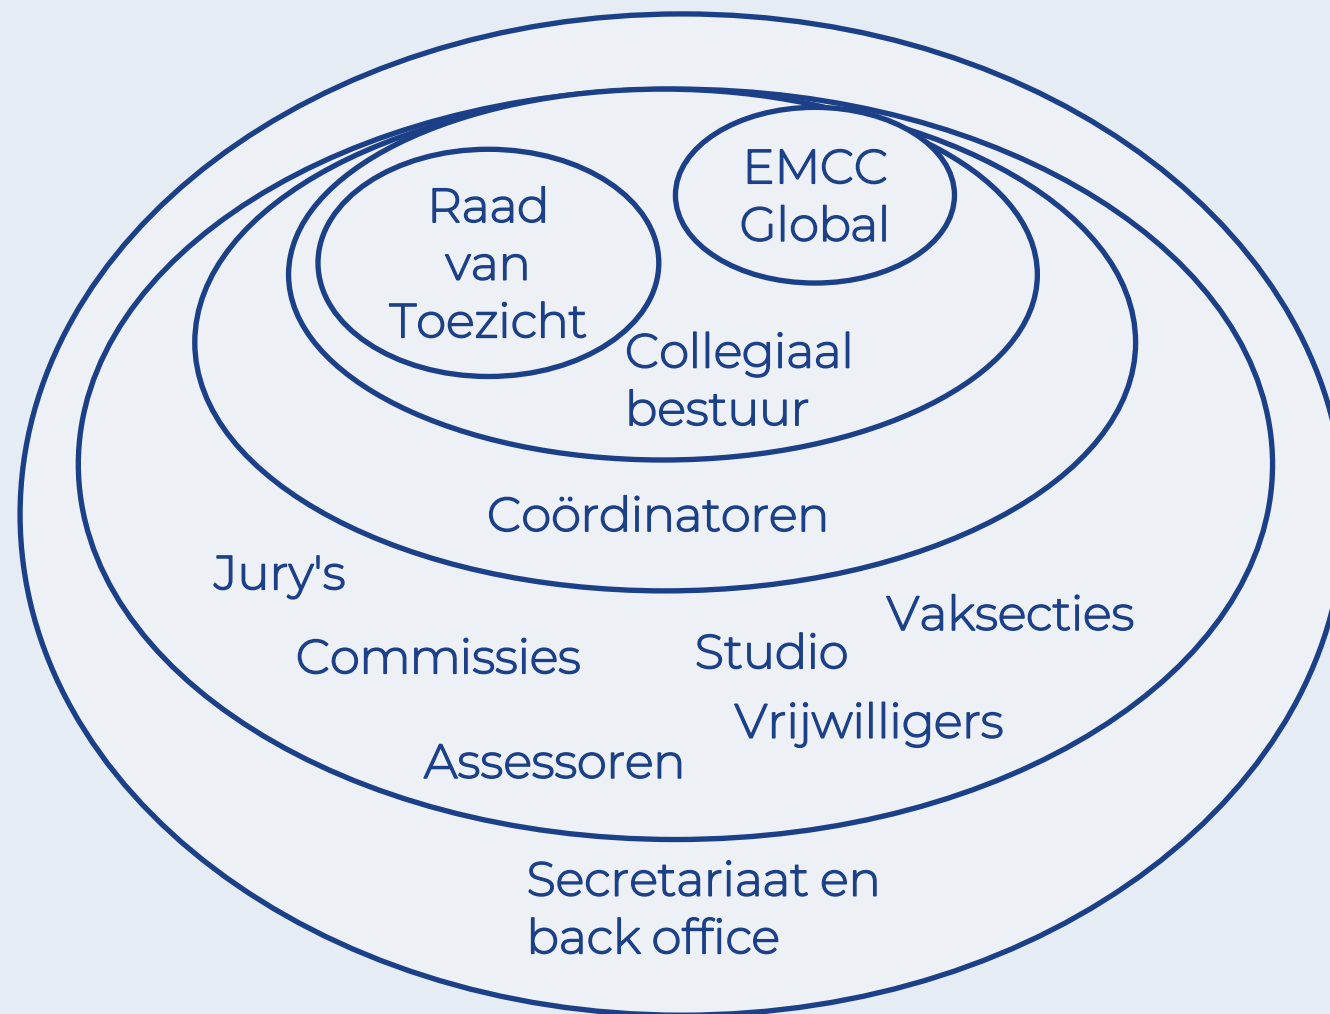 Raad
van
Toezicht
EMCC
Global
Collegiaal
bestuur
Coördinatoren
Jury's
Commissies
Studio
Vaksecties
Vrijwilligers
Assessoren
Secretariaat en
back office